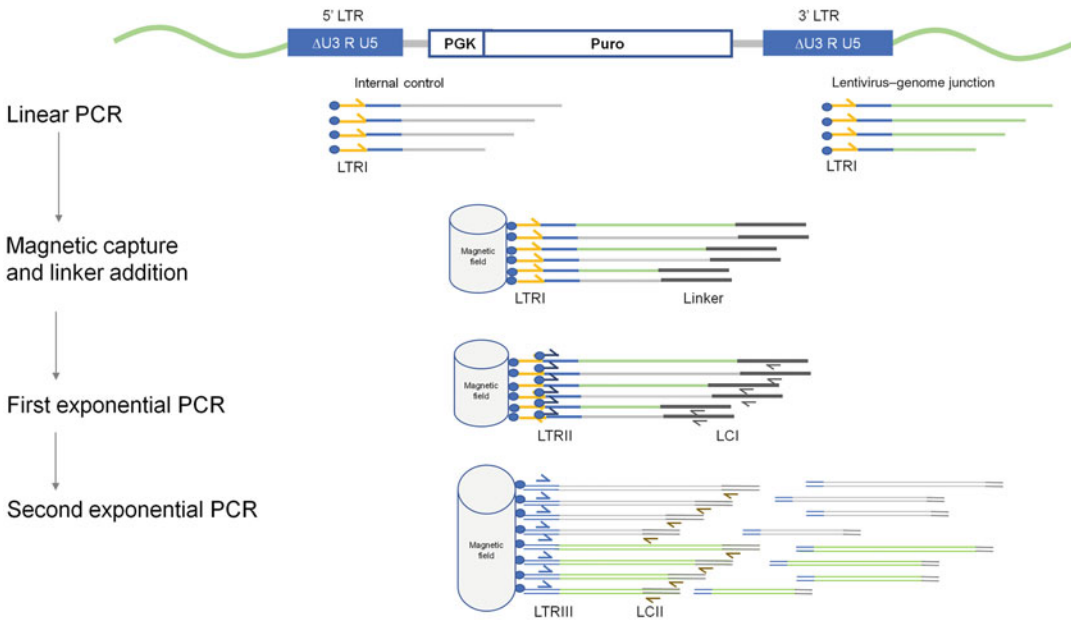 5' LTR
3' LTR
ΔU3 R U5
PGK
Puro
ΔU3 R U5
Internal control
Lentivirus–genome junction
Linear PCR
LTRI
LTRI
Magnetic capture
and linker addition
Magnetic
field
LTRI
Linker
First exponential PCR
Magnetic
field
LTRII
LCI
Second exponential PCR
Magnetic
field
LTRIII
LCII